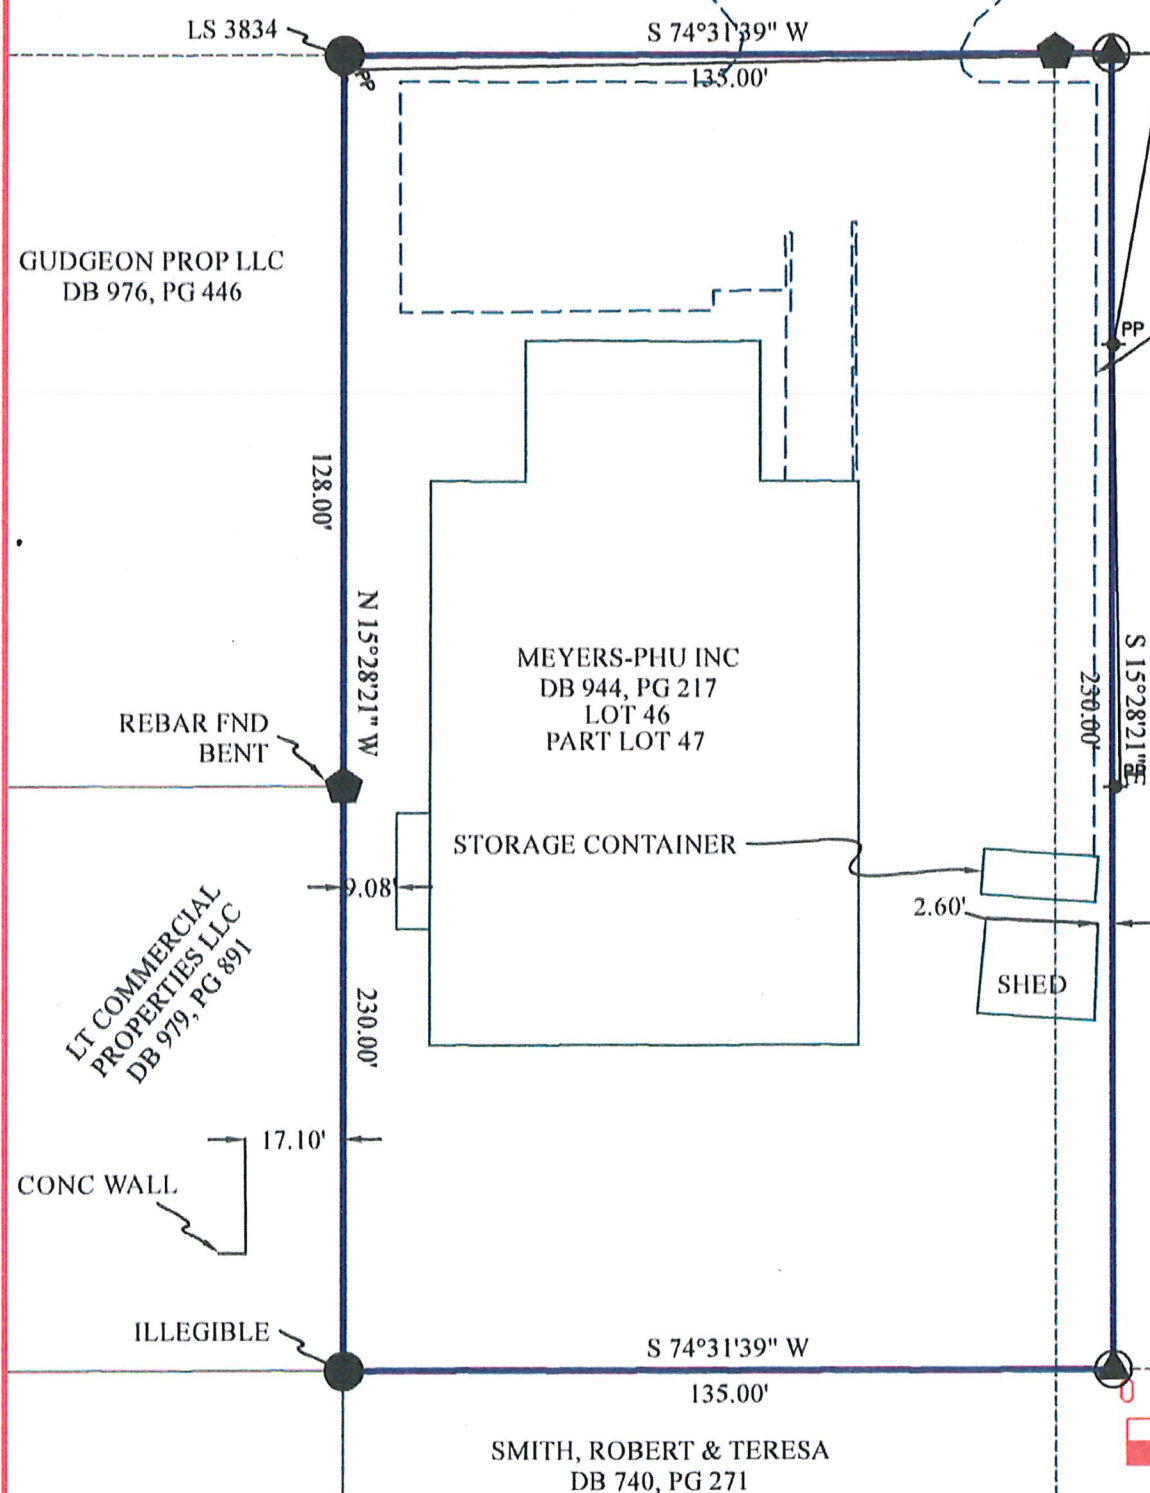 LS 3834
S 74°31'39" W
PP
135.00'
GUDGEON PROP LLC
DB 976, PG 446
PP
128.00'
N 15°28'21" W
S 15°28'21" E
230.00'
MEYERS-PHU INC
DB 944, PG 217
LOT 46
PART LOT 47
REBAR FND
BENT
STORAGE CONTAINER
9.08'
2.60'
LT COMMERCIAL
PROPERTIES LLC
DB 979, PG 891
SHED
230.00'
17.10'
CONC WALL
ILLEGIBLE
S 74°31'39" W
135.00'
0
SMITH, ROBERT & TERESA
DB 740, PG 271